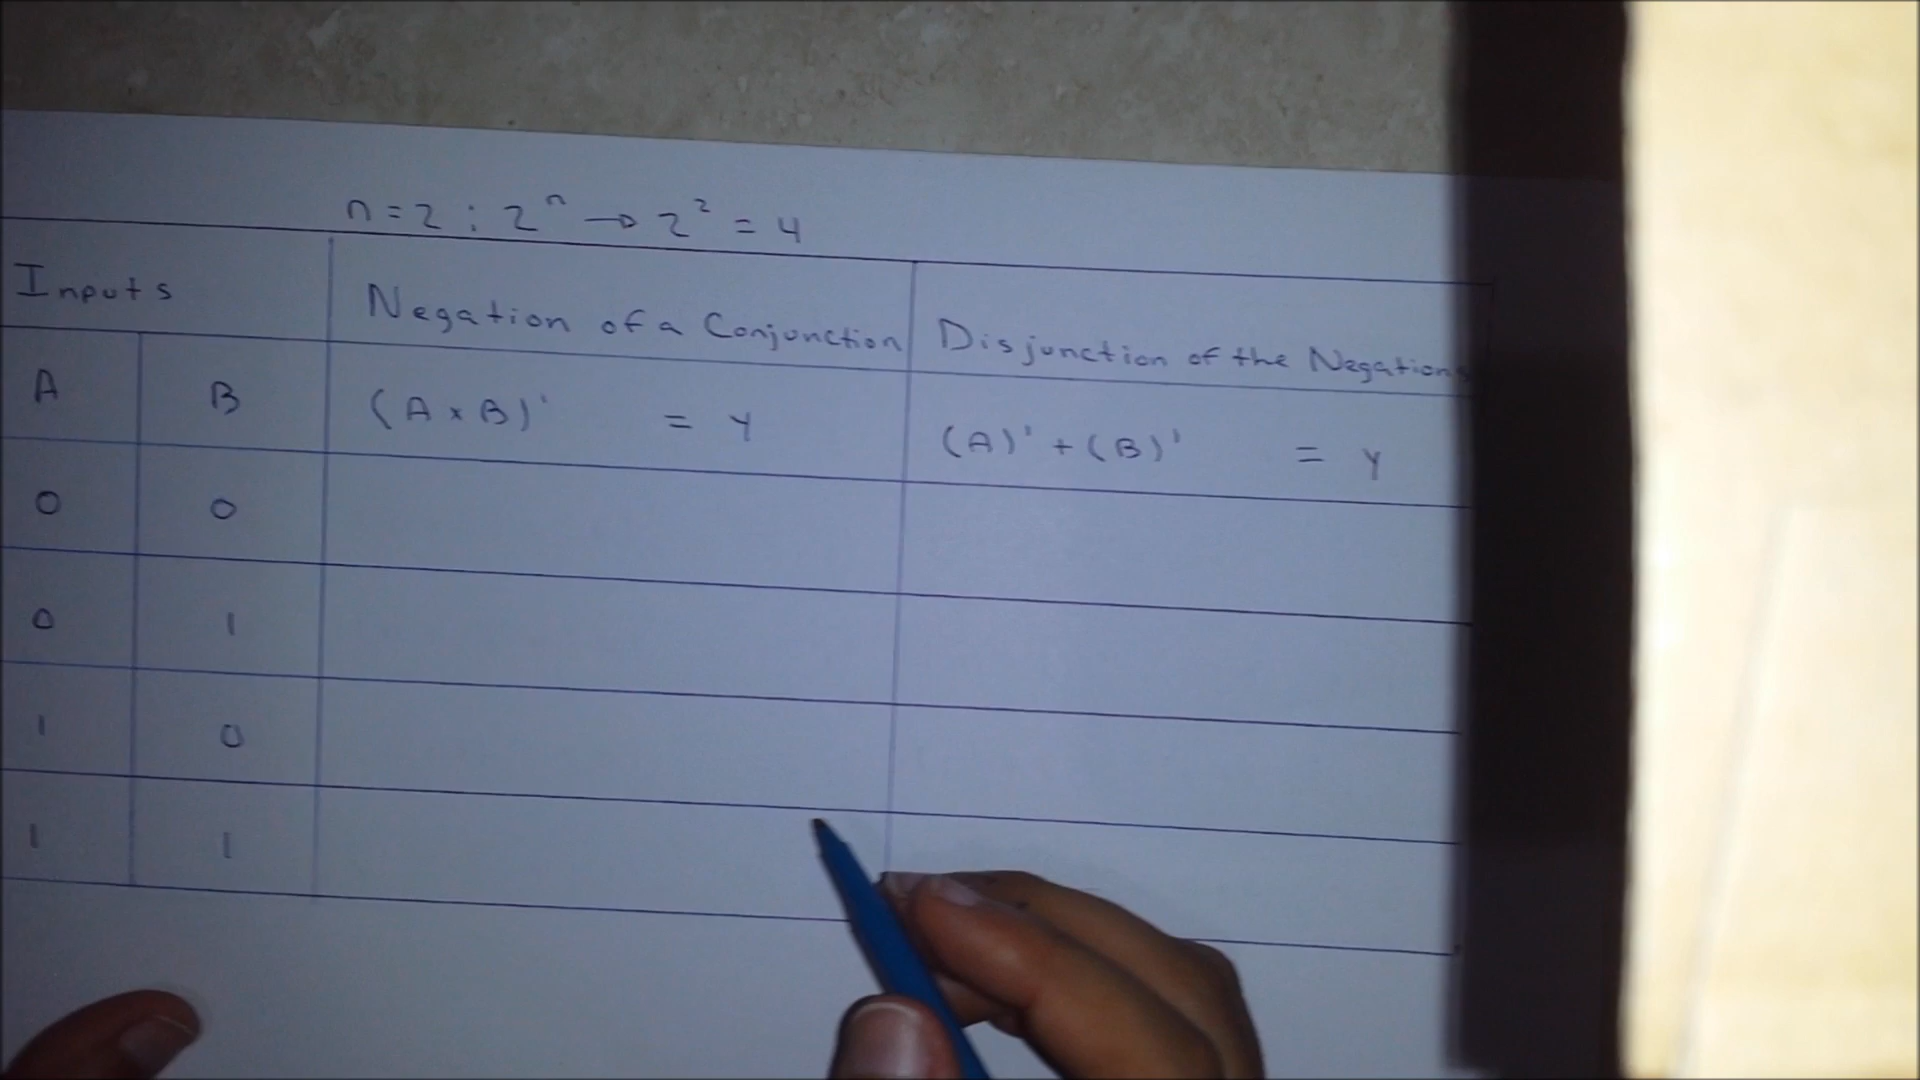 n = 2 ; 2ⁿ → 2² = 4
Inputs Negation of a Conjunction Disjunction of the Negations
A B (A × B)' = Y (A)' + (B)' = Y
0 0
0 1
1 0
1 1